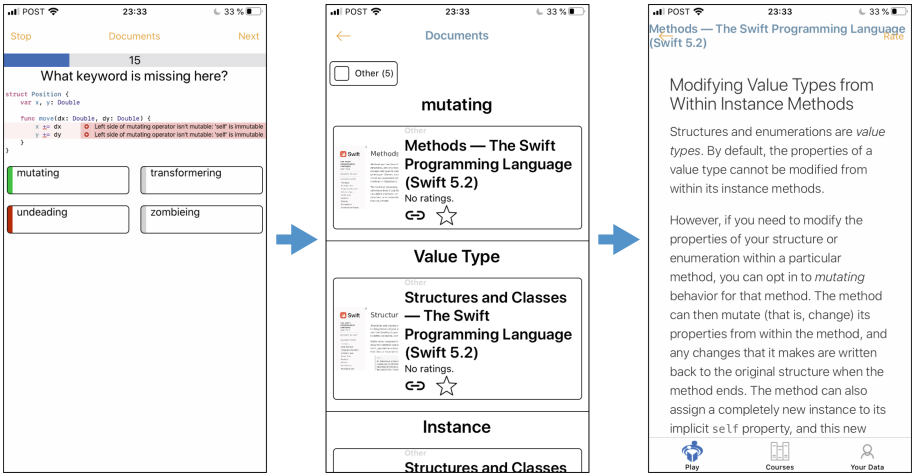 POST 23:33 33 %
Stop Documents Next
15
What keyword is missing here?
struct Position {
var x, y: Double
func move(dx: Double, dy: Double) {
x += dx Left side of mutating operator isn't mutable: 'self' is immutable
y += dy Left side of mutating operator isn't mutable: 'self' is immutable
}
}
mutating
transformering
undeading
zombieing
POST 23:33 33 %
Documents
Other (5)
mutating
Other
Swift
Methods
Methods — The Swift
Programming Language
(Swift 5.2)
No ratings.
Value Type
Other
Swift
Structur
Structures and Classes
— The Swift
Programming Language
(Swift 5.2)
No ratings.
Instance
Other
Structures and Classes
POST 23:33 33 %
Methods — The Swift Programming Language
(Swift 5.2)
Rate
Modifying Value Types from
Within Instance Methods
Structures and enumerations are value
types. By default, the properties of a
value type cannot be modified from
within its instance methods.
However, if you need to modify the
properties of your structure or
enumeration within a particular
method, you can opt in to mutating
behavior for that method. The method
can then mutate (that is, change) its
properties from within the method, and
any changes that it makes are written
back to the original structure when the
method ends. The method can also
assign a completely new instance to its
implicit self property, and this new
Play Courses Your Data